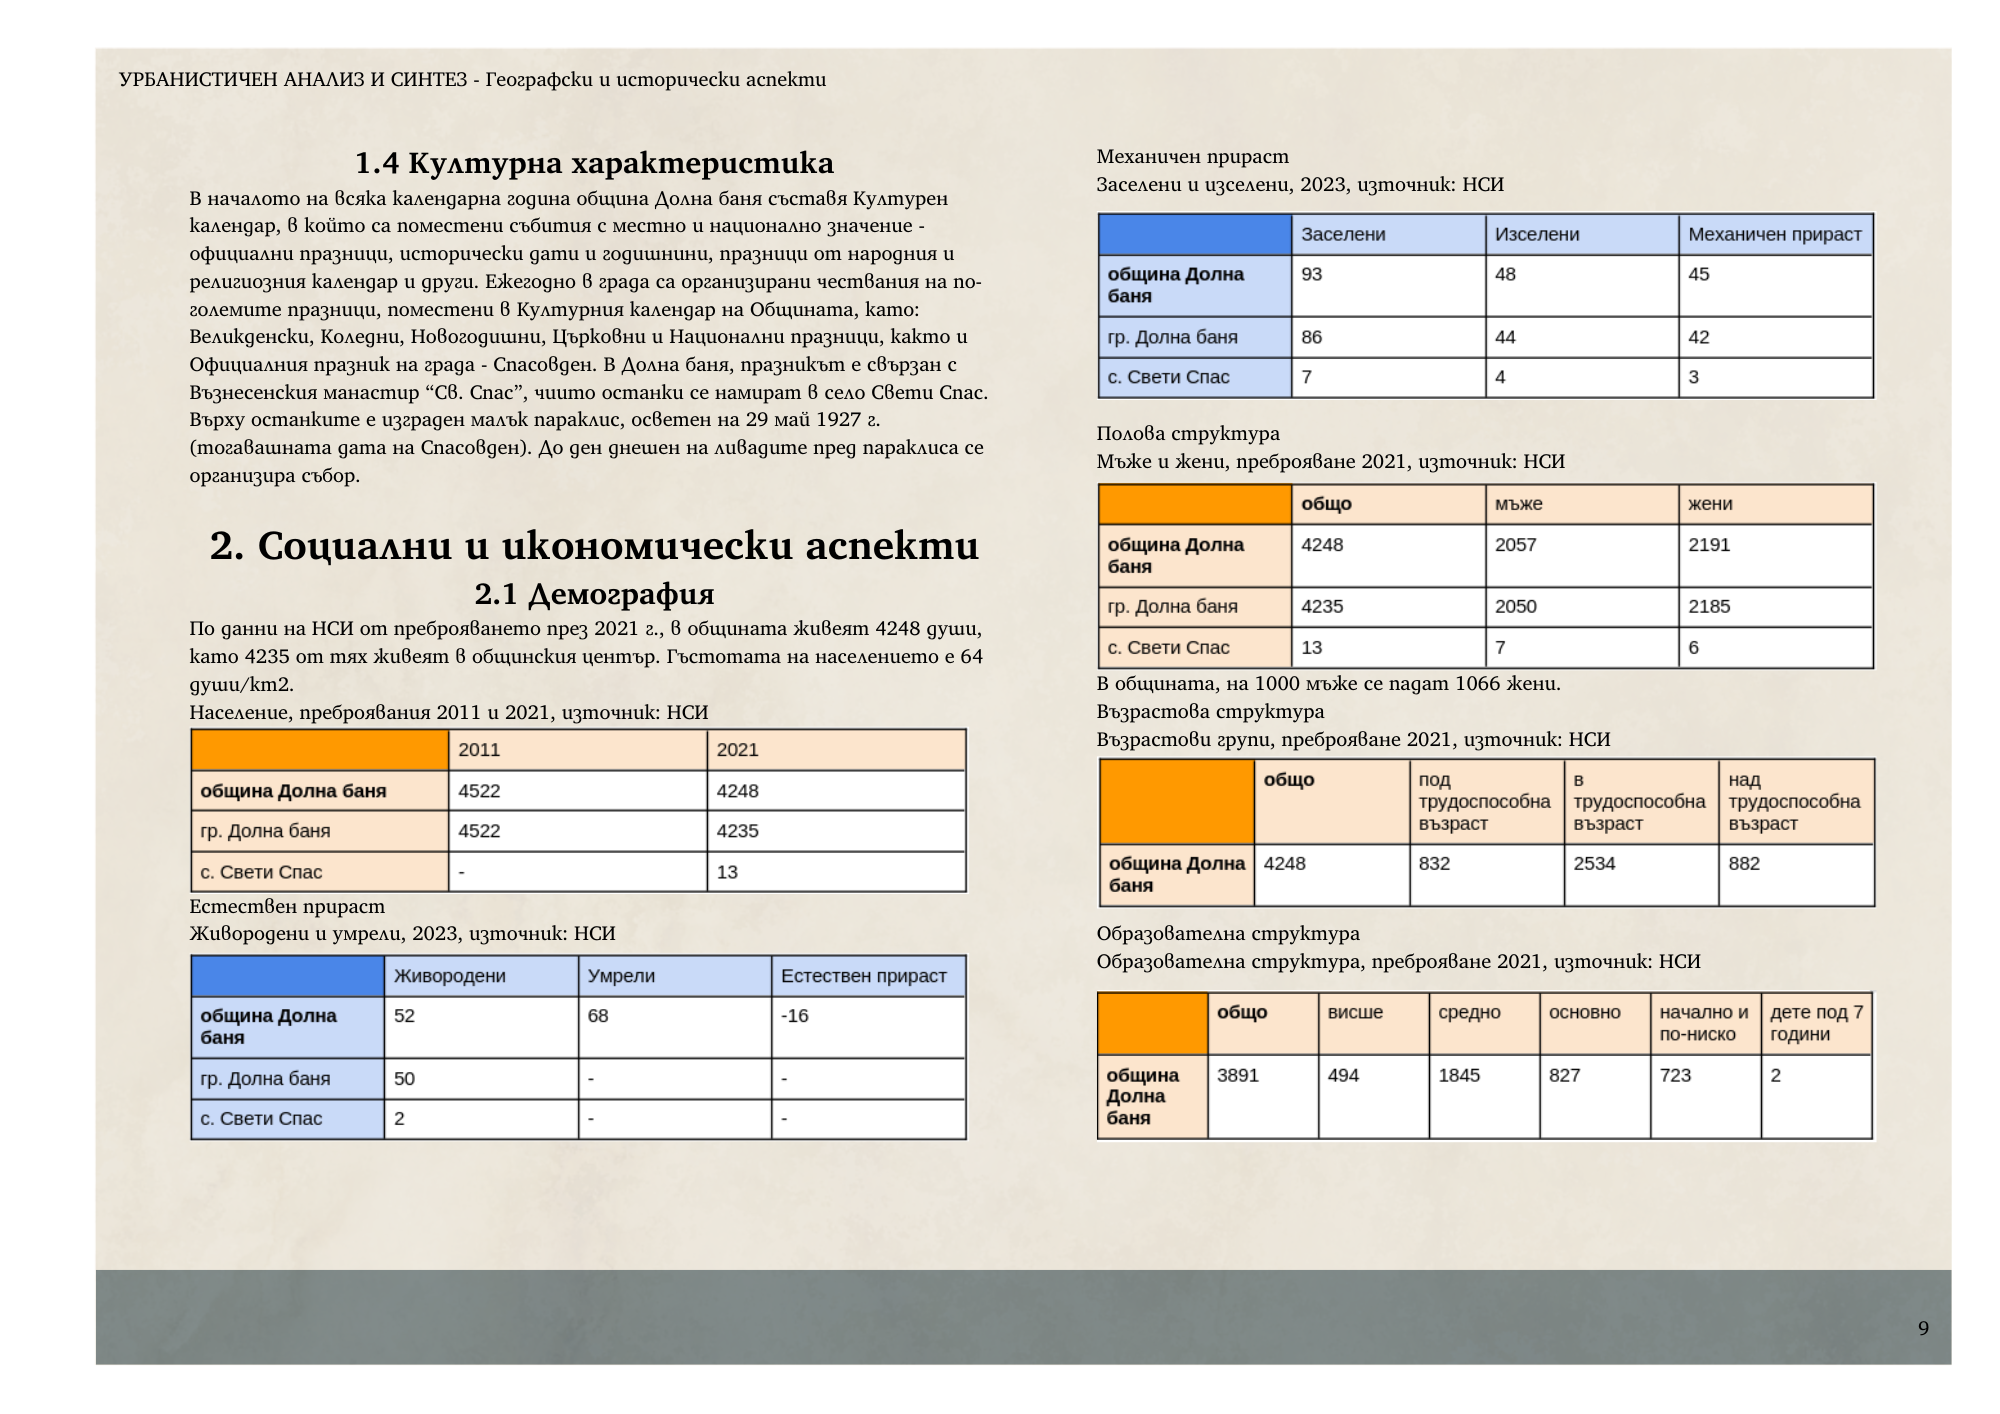 УРБАНИСТИЧЕН АНАЛИЗ И СИНТЕЗ - Географски и исторически аспекти
1.4 Културна характеристика
В началото на всяка календарна година община Долна баня съставя Културен
календар, в който са поместени събития с местно и национално значение -
официални празници, исторически дати и годишнини, празници от народния и
религиозния календар и други. Ежегодно в града са организирани чествания на по-
големите празници, поместени в Културния календар на Общината, като:
Великденски, Коледни, Новогодишни, Църковни и Национални празници, както и
Официалния празник на града - Спасовден. В Долна баня, празникът е свързан с
Възнесенския манастир “Св. Спас”, чиито останки се намират в село Свети Спас.
Върху останките е изграден малък параклис, осветен на 29 май 1927 г.
(тогавашната дата на Спасовден). До ден днешен на ливадите пред параклиса се
организира събор.
2. Социални и икономически аспекти
2.1 Демография
По данни на НСИ от преброяването през 2021 г., в общината живеят 4248 души,
като 4235 от тях живеят в общинския център. Гъстотата на населението е 64
души/km2.
Население, преброявания 2011 и 2021, източник: НСИ
2011 2021
община Долна баня 4522 4248
гр. Долна баня 4522 4235
с. Свети Спас - 13
Естествен прираст
Живородени и умрели, 2023, източник: НСИ
Живородени Умрели Естествен прираст
община Долна 52 68 -16
баня
гр. Долна баня 50 - -
с. Свети Спас 2 - -
Механичен прираст
Заселени и изселени, 2023, източник: НСИ
Заселени Изселени Механичен прираст
община Долна 93 48 45
баня
гр. Долна баня 86 44 42
с. Свети Спас 7 4 3
Полова структура
Мъже и жени, преброяване 2021, източник: НСИ
общо мъже жени
община Долна 4248 2057 2191
баня
гр. Долна баня 4235 2050 2185
с. Свети Спас 13 7 6
В общината, на 1000 мъже се падат 1066 жени.
Възрастова структура
Възрастови групи, преброяване 2021, източник: НСИ
общо под в над
трудоспособна трудоспособна трудоспособна
възраст възраст възраст
община Долна 4248 832 2534 882
баня
Образователна структура
Образователна структура, преброяване 2021, източник: НСИ
общо висше средно основно начално и дете под 7
по-ниско години
община 3891 494 1845 827 723 2
Долна
баня
9